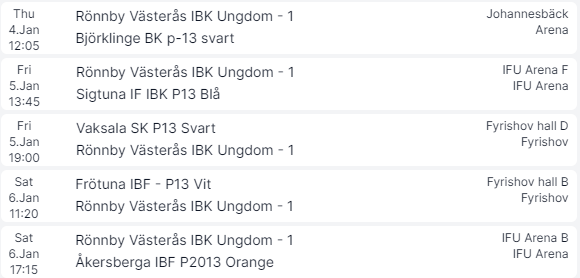 Thu
4.Jan
12:05
Rönnby Västerås IBK Ungdom - 1
Björklinge BK p-13 svart
Johannesbäck
Arena
Fri
5.Jan
13:45
Rönnby Västerås IBK Ungdom - 1
Sigtuna IF IBK P13 Blå
IFU Arena F
IFU Arena
Fri
5.Jan
19:00
Vaksala SK P13 Svart
Rönnby Västerås IBK Ungdom - 1
Fyrishov hall D
Fyrishov
Sat
6.Jan
11:20
Frötuna IBF - P13 Vit
Rönnby Västerås IBK Ungdom - 1
Fyrishov hall B
Fyrishov
Sat
6.Jan
17:15
Rönnby Västerås IBK Ungdom - 1
Åkersberga IBF P2013 Orange
IFU Arena B
IFU Arena